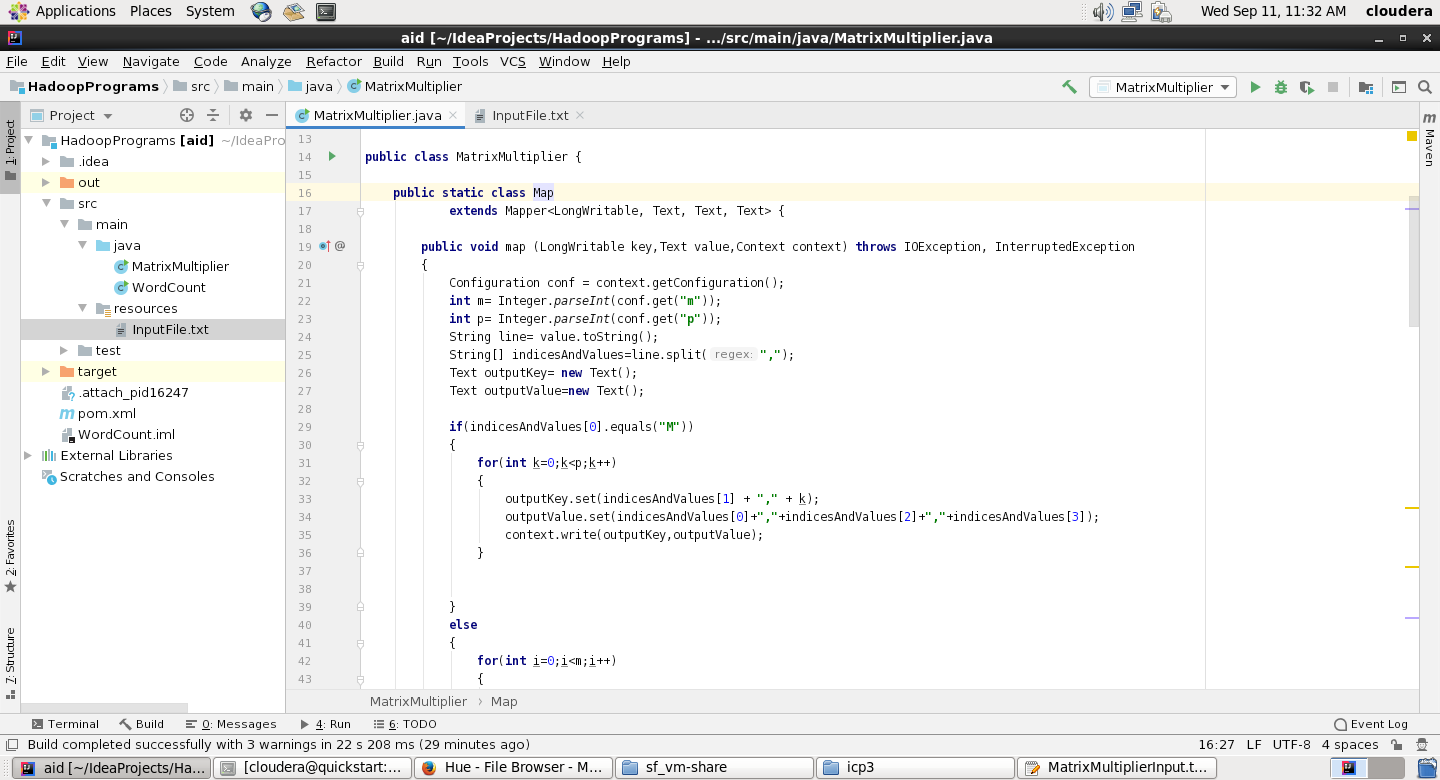 Applications Places System Wed Sep 11, 11:32 AM cloudera
aid [~/IdeaProjects/HadoopPrograms] - .../src/main/java/MatrixMultiplier.java
File Edit View Navigate Code Analyze Refactor Build Run Tools VCS Window Help
HadoopPrograms src main java MatrixMultiplier MatrixMultiplier
1: Project
2: Favorites
7: Structure
Project
HadoopPrograms [aid] ~/IdeaPro
.idea
out
src
main
java
MatrixMultiplier
WordCount
resources
InputFile.txt
test
target
.attach_pid16247
pom.xml
WordCount.iml
External Libraries
Scratches and Consoles
MatrixMultiplier.java InputFile.txt
13
14 public class MatrixMultiplier {
15
16 public static class Map
17 extends Mapper<LongWritable, Text, Text, Text> {
18
19 @ public void map (LongWritable key,Text value,Context context) throws IOException, InterruptedException
20 {
21 Configuration conf = context.getConfiguration();
22 int m= Integer.parseInt(conf.get("m"));
23 int p= Integer.parseInt(conf.get("p"));
24 String line= value.toString();
25 String[] indicesAndValues=line.split( regex: ",");
26 Text outputKey= new Text();
27 Text outputValue=new Text();
28
29 if(indicesAndValues[0].equals("M"))
30 {
31 for(int k=0;k<p;k++)
32 {
33 outputKey.set(indicesAndValues[1] + "," + k);
34 outputValue.set(indicesAndValues[0]+","+indicesAndValues[2]+","+indicesAndValues[3]);
35 context.write(outputKey,outputValue);
36 }
37
38
39 }
40 else
41 {
42 for(int i=0;i<m;i++)
43 {
MatrixMultiplier › Map
m Maven
Terminal Build 0: Messages 4: Run 6: TODO Event Log
Build completed successfully with 3 warnings in 22 s 208 ms (29 minutes ago) 16:27 LF UTF-8 4 spaces
aid [~/IdeaProjects/Ha... [cloudera@quickstart:... Hue - File Browser - M... sf_vm-share icp3 MatrixMultiplierInput.t...